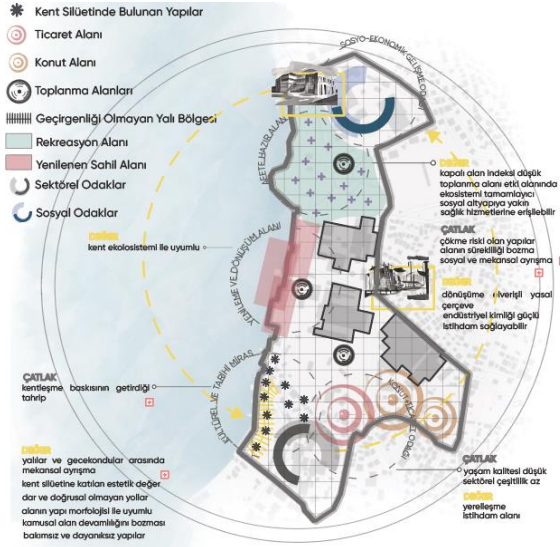 Kent Silüetinde Bulunan Yapılar
Ticaret Alanı
Konut Alanı
Toplanma Alanları
Geçirgenliği Olmayan Yalı Bölgesi
Rekreasyon Alanı
Yenilenen Sahil Alanı
Sektörel Odaklar
Sosyal Odaklar
SOSYO-EKONOMİK GELİŞME ODAĞI
AFETE HAZIR ALAN
YENİLEME VE DÖNÜŞÜM ALANI
KÜLTÜREL VE TARİHİ MİRAS
DEĞER
kent ekolosistemi ile uyumlu
DEĞER
kapalı alan indeksi düşük
toplanma alanı etki alanında
ekosistemi tamamlayıcı
sosyal altyapıya yakın
sağlık hizmetlerine erişilebilir
ÇATLAK
çökme riski olan yapılar
alanın sürekliliği bozma
sosyal ve mekansal ayrışma
DEĞER
dönüşüme elverişli yasal
çerçeve
endüstriyel kimliği güçlü
istihdam sağlayabilir
ÇATLAK
kentleşme baskısının getirdiği
tahrip
DEĞER
yalılar ve gecekondular arasında
mekansal ayrışma
kent silüetine katılan estetik değer
dar ve doğrusal olmayan yollar
alanın yapı morfolojisi ile uyumlu
kamusal alan devamlılığını bozması
bakımsız ve dayanıksız yapılar
ÇATLAK
yaşam kalitesi düşük
sektörel çeşitlilik az
DEĞER
yerelleşme
istihdam alanı